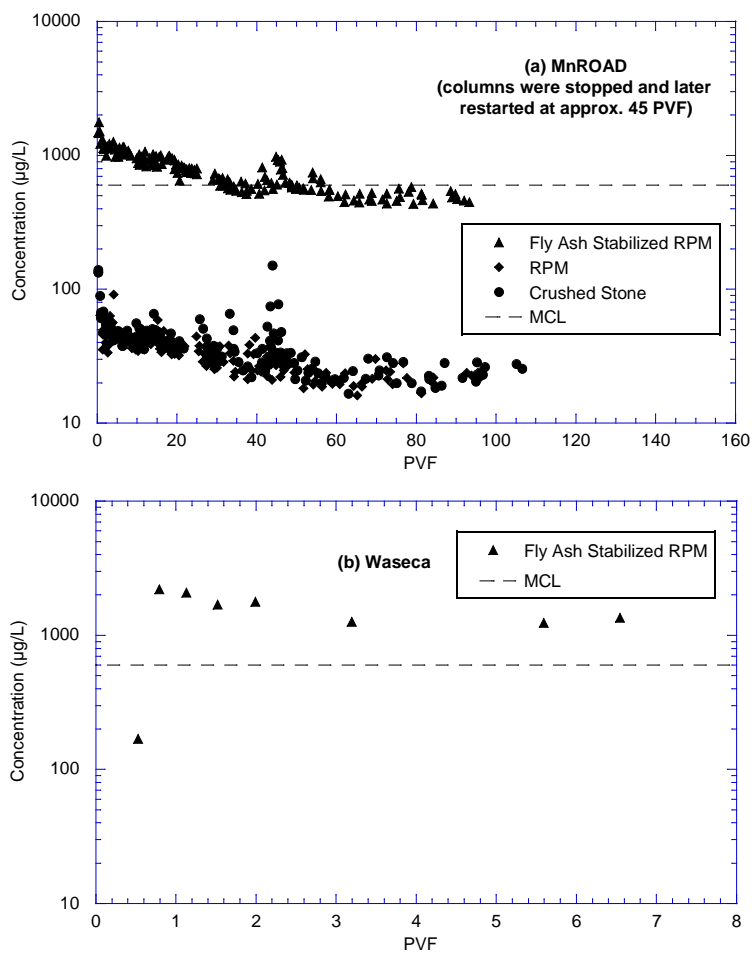 10000
1000
100
10
Concentration (µg/L)
(a) MnROAD
(columns were stopped and later
restarted at approx. 45 PVF)
Fly Ash Stabilized RPM
RPM
Crushed Stone
MCL
0 20 40 60 80 100 120 140 160
PVF
10000
1000
100
10
Concentration (µg/L)
(b) Waseca
Fly Ash Stabilized RPM
MCL
0 1 2 3 4 5 6 7 8
PVF